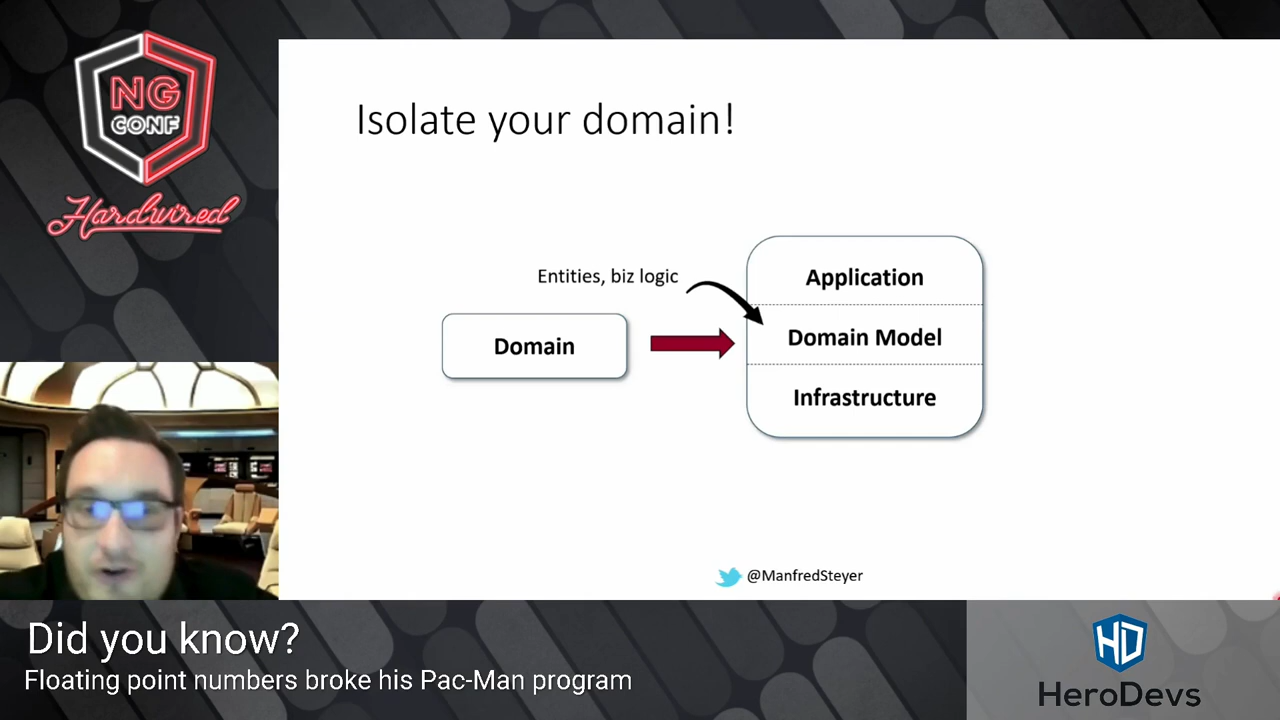 NG
CONF
Hardwired
Isolate your domain!
Entities, biz logic
Domain
Application
Domain Model
Infrastructure
@ManfredSteyer
Did you know?
Floating point numbers broke his Pac-Man program
HD
HeroDevs